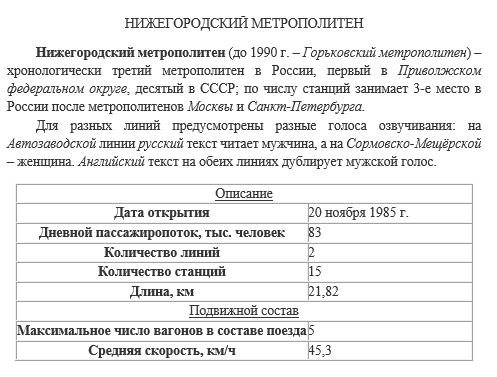 НИЖЕГОРОДСКИЙ МЕТРОПОЛИТЕН
Нижегородский метрополитен (до 1990 г. – Горьковский метрополитен) –
хронологически третий метрополитен в России, первый в Приволжском
федеральном округе, десятый в СССР; по числу станций занимает 3-е место в
России после метрополитенов Москвы и Санкт-Петербурга.
Для разных линий предусмотрены разные голоса озвучивания: на
Автозаводской линии русский текст читает мужчина, а на Сормовско-Мещёрской
– женщина. Английский текст на обеих линиях дублирует мужской голос.
Описание
Дата открытия 20 ноября 1985 г.
Дневной пассажиропоток, тыс. человек 83
Количество линий 2
Количество станций 15
Длина, км 21,82
Подвижной состав
Максимальное число вагонов в составе поезда 5
Средняя скорость, км/ч 45,3